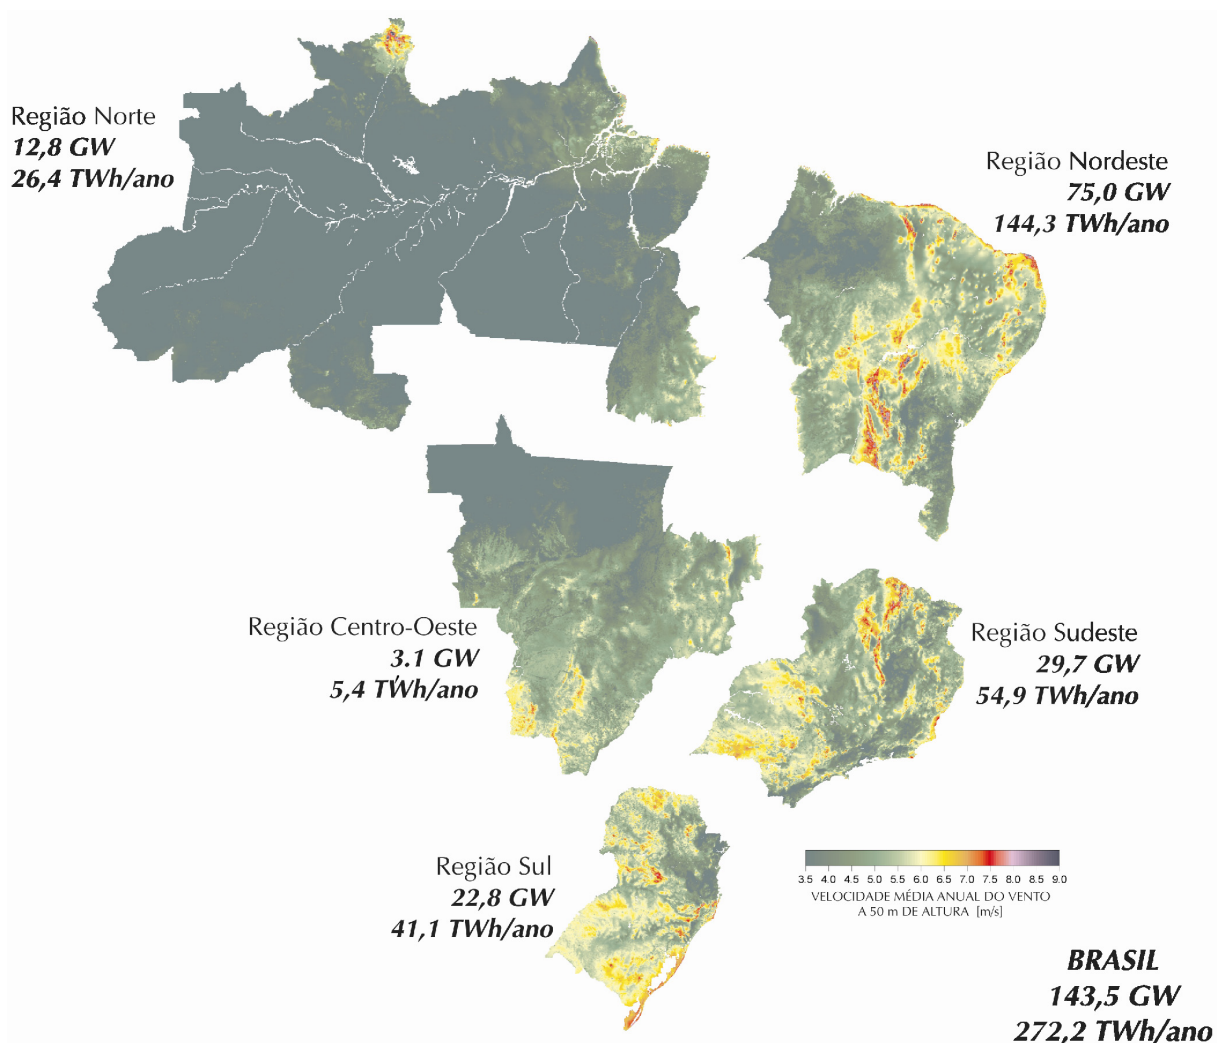 Região Norte
12,8 GW
26,4 TWh/ano
Região Nordeste
75,0 GW
144,3 TWh/ano
Região Centro-Oeste
3.1 GW
5,4 TWh/ano
Região Sudeste
29,7 GW
54,9 TWh/ano
Região Sul
22,8 GW
41,1 TWh/ano
3.5 4.0 4.5 5.0 5.5 6.0 6.5 7.0 7.5 8.0 8.5 9.0
VELOCIDADE MÉDIA ANUAL DO VENTO
A 50 m DE ALTURA [m/s]
BRASIL
143,5 GW
272,2 TWh/ano